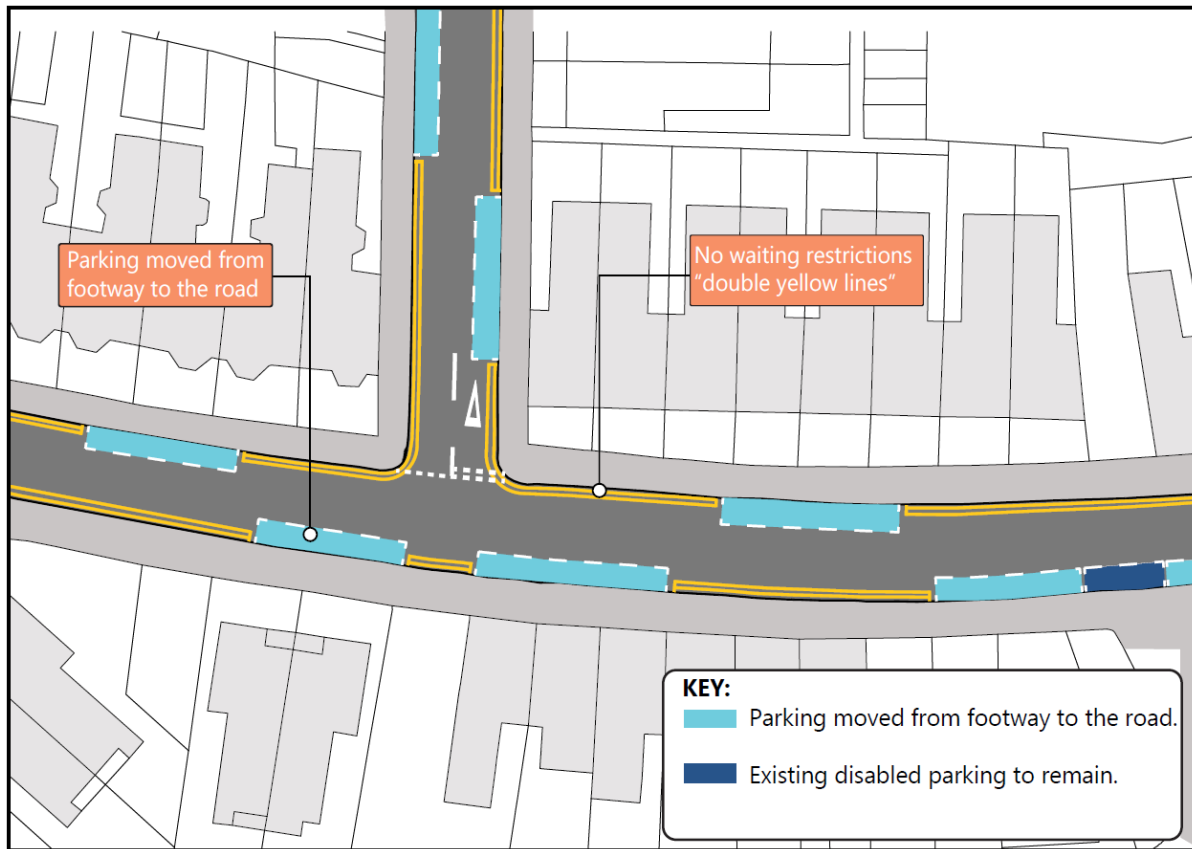 Parking moved from
footway to the road
No waiting restrictions
“double yellow lines”
KEY:
Parking moved from footway to the road.
Existing disabled parking to remain.